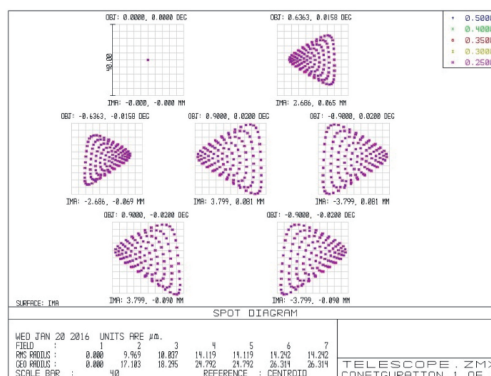 OBJ: 0.0000, 0.0000 DEG
OBJ: 0.6363, 0.0158 DEG
0.500
0.400
0.350
0.300
0.250
40.00
IMA: -0.000, -0.000 MM
IMA: 2.686, 0.065 MM
OBJ: -0.6363, -0.0158 DEG
OBJ: 0.9000, 0.0200 DEG
OBJ: -0.9000, 0.0200 DEG
IMA: -2.686, -0.069 MM
IMA: 3.799, 0.081 MM
IMA: -3.799, 0.081 MM
OBJ: 0.9000, -0.0200 DEG
OBJ: -0.9000, -0.0200 DEG
IMA: 3.799, -0.090 MM
IMA: -3.799, -0.090 MM
SURFACE: IMA
SPOT DIAGRAM
WED JAN 20 2016 UNITS ARE µm.
FIELD : 1 2 3 4 5 6 7
RMS RADIUS : 0.000 9.969 10.037 14.119 14.119 14.242 14.242
GEO RADIUS : 0.000 17.103 18.295 24.792 24.792 26.314 26.314
SCALE BAR : 40 REFERENCE : CENTROID
TELESCOPE.ZMX
CONFIGURATION 1 OF